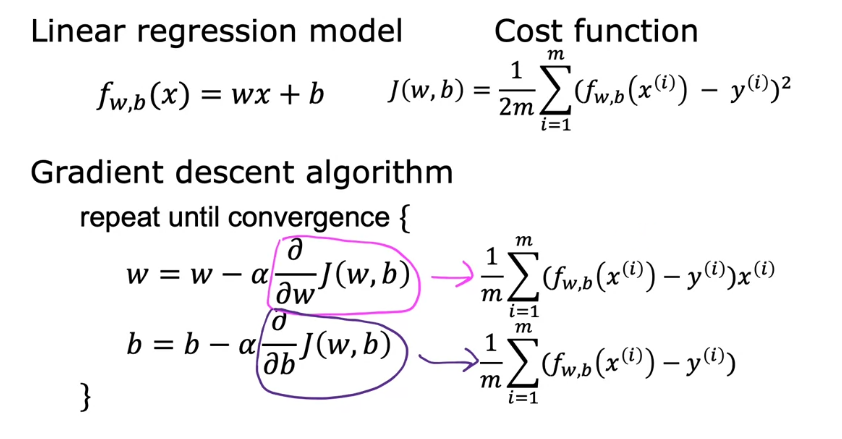 Linear regression model Cost function
f_{w,b}(x) = wx + b J(w, b) = \frac{1}{2m} \sum_{i=1}^{m} (f_{w,b}(x^{(i)}) − y^{(i)})^2
Gradient descent algorithm
repeat until convergence {
w = w − α \frac{∂}{∂w} J(w, b) → \frac{1}{m} \sum_{i=1}^{m} (f_{w,b}(x^{(i)}) − y^{(i)})x^{(i)}
b = b − α \frac{∂}{∂b} J(w, b) → \frac{1}{m} \sum_{i=1}^{m} (f_{w,b}(x^{(i)}) − y^{(i)})
}